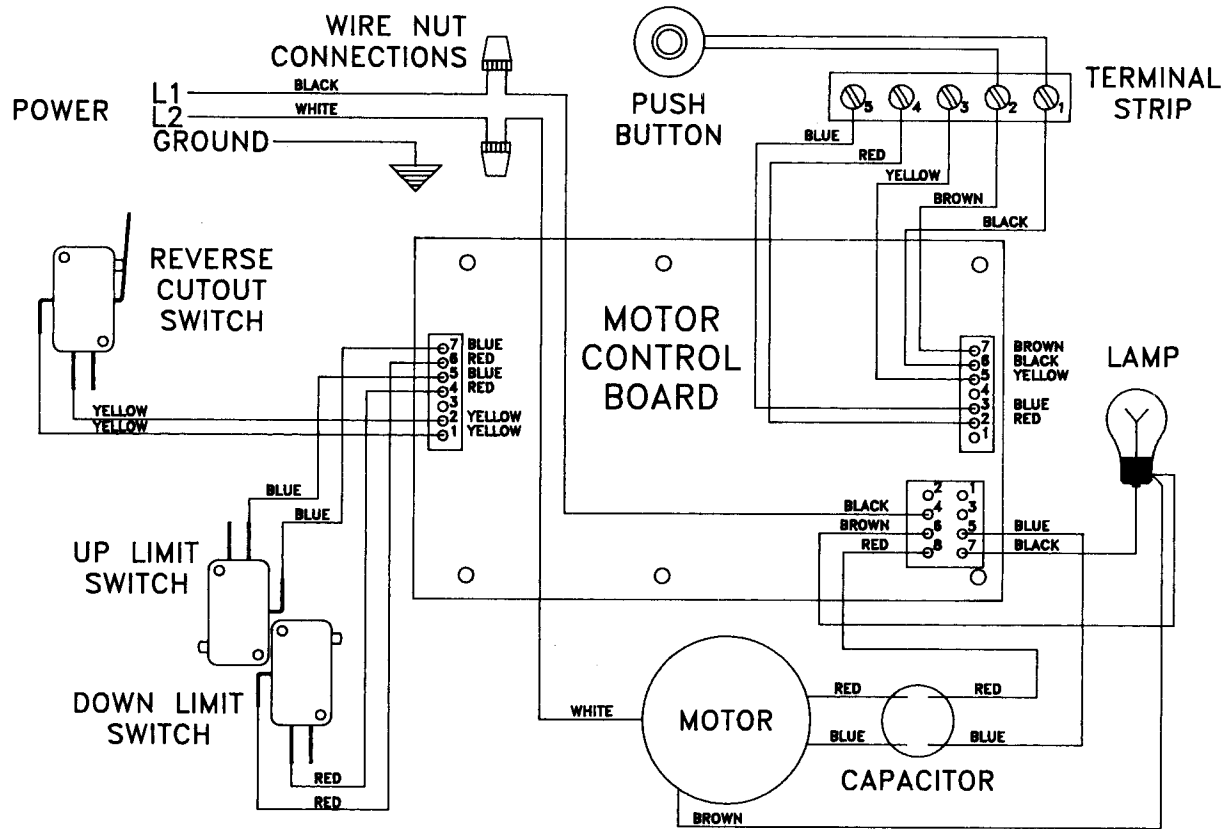 WIRE NUT
CONNECTIONS
POWER
L1
L2
GROUND
BLACK
WHITE
PUSH
BUTTON
TERMINAL
STRIP
5
4
3
2
1
BLUE
RED
YELLOW
BROWN
BLACK
REVERSE
CUTOUT
SWITCH
MOTOR
CONTROL
BOARD
7 BLUE
6 RED
5 BLUE
4 RED
3
2 YELLOW
1 YELLOW
YELLOW
YELLOW
7 BROWN
6 BLACK
5 YELLOW
4
3 BLUE
2 RED
1
LAMP
BLUE
BLUE
UP LIMIT
SWITCH
2 1
BLACK 4 3
BROWN 6 5 BLUE
RED 8 7 BLACK
DOWN LIMIT
SWITCH
RED
RED
WHITE
MOTOR
RED
RED
BLUE
BLUE
CAPACITOR
BROWN